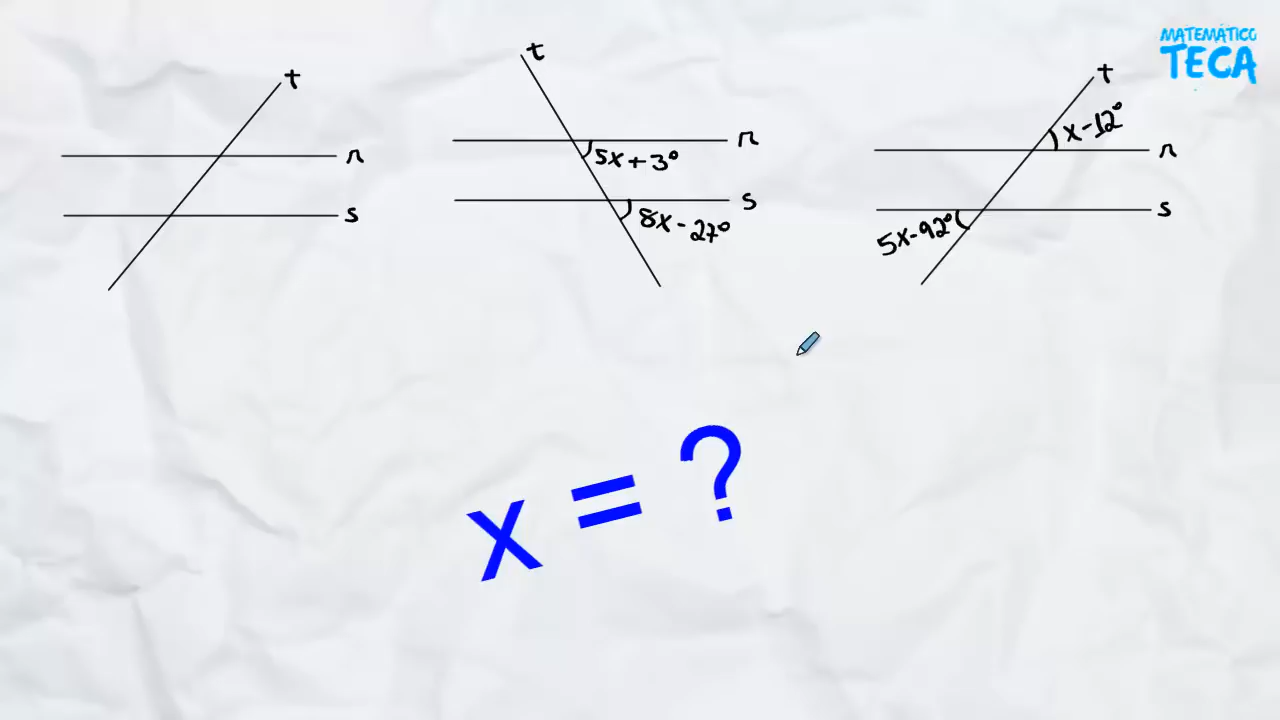 MATEMÁTICO
TECA
t
r
s
t
r
5x+3°
s
8x-27°
t
x-12°
r
s
5x-92°
x = ?